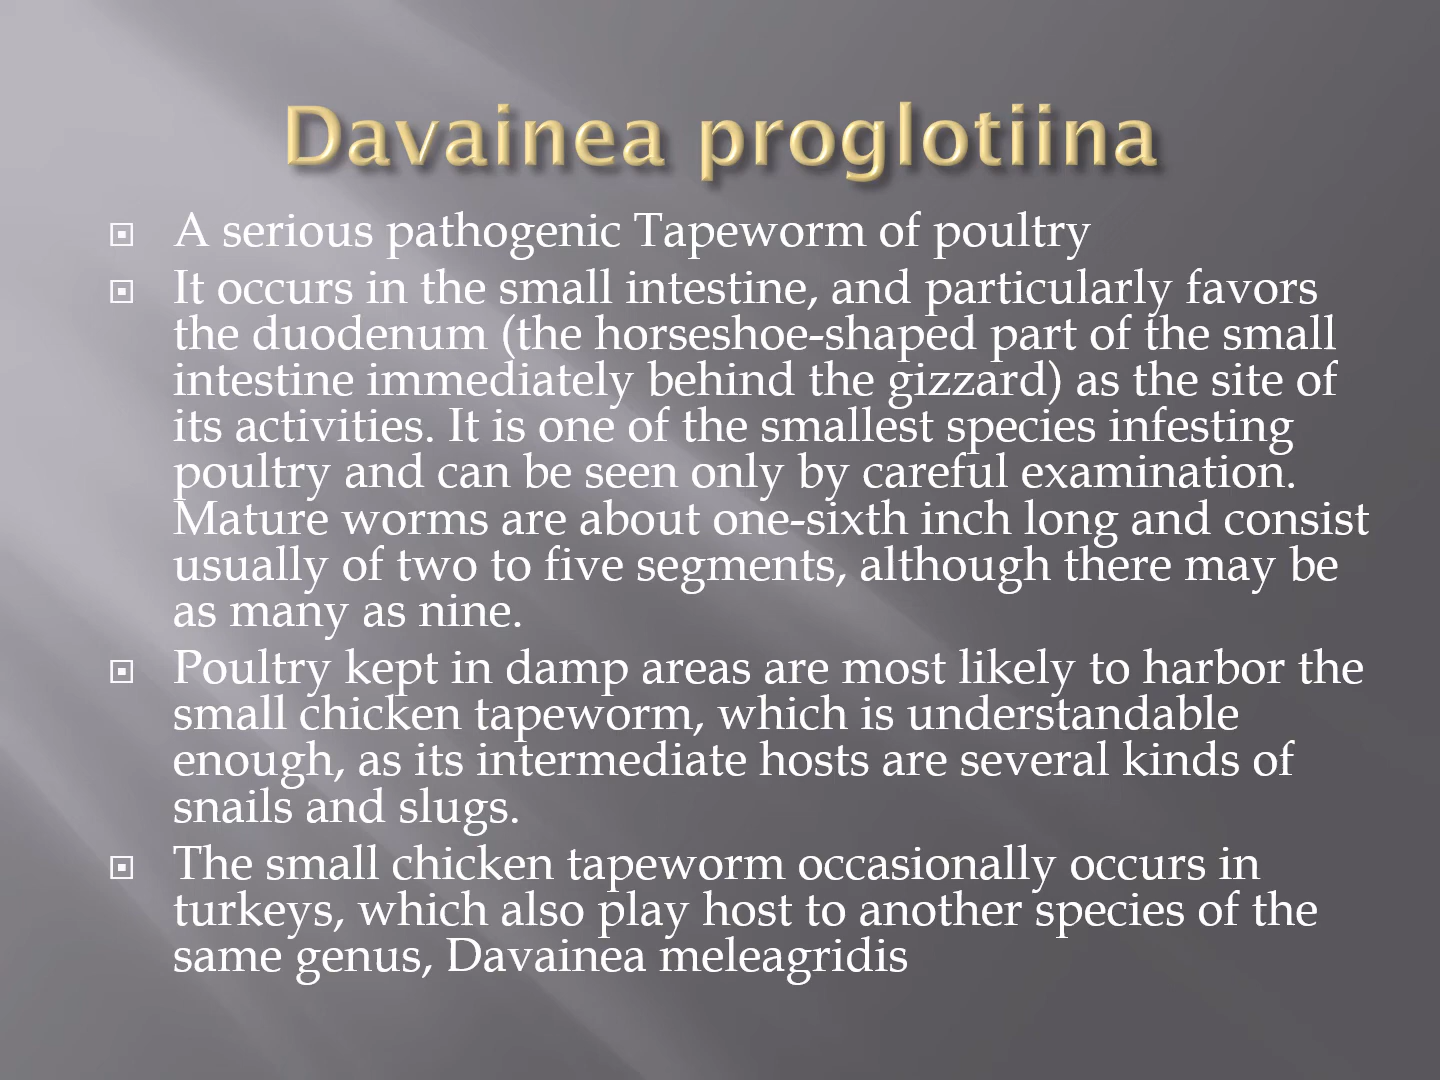 Davainea proglotiina
A serious pathogenic Tapeworm of poultry
It occurs in the small intestine, and particularly favors
the duodenum (the horseshoe-shaped part of the small
intestine immediately behind the gizzard) as the site of
its activities. It is one of the smallest species infesting
poultry and can be seen only by careful examination.
Mature worms are about one-sixth inch long and consist
usually of two to five segments, although there may be
as many as nine.
Poultry kept in damp areas are most likely to harbor the
small chicken tapeworm, which is understandable
enough, as its intermediate hosts are several kinds of
snails and slugs.
The small chicken tapeworm occasionally occurs in
turkeys, which also play host to another species of the
same genus, Davainea meleagridis